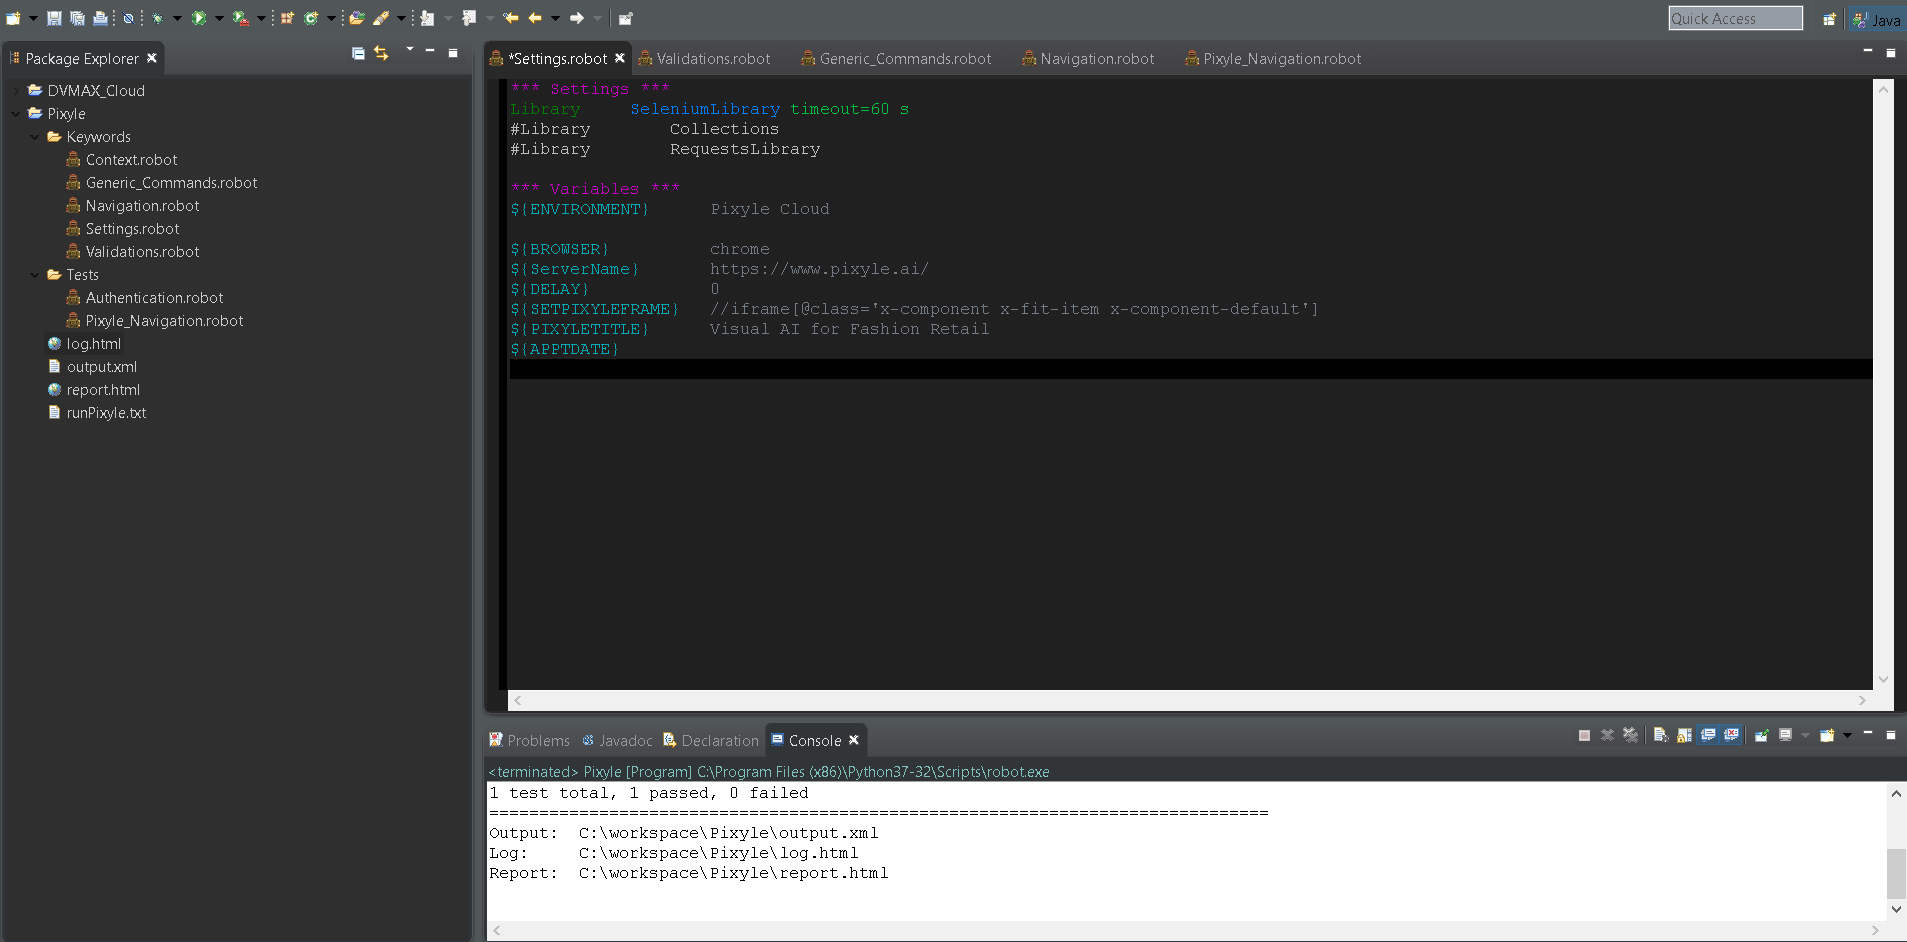 Quick Access
Java
Package Explorer
DVMAX_Cloud
Pixyle
Keywords
Context.robot
Generic_Commands.robot
Navigation.robot
Settings.robot
Validations.robot
Tests
Authentication.robot
Pixyle_Navigation.robot
log.html
output.xml
report.html
runPixyle.txt
*Settings.robot
Validations.robot
Generic_Commands.robot
Navigation.robot
Pixyle_Navigation.robot
*** Settings ***
Library     SeleniumLibrary timeout=60 s
#Library        Collections
#Library        RequestsLibrary
*** Variables ***
${ENVIRONMENT}      Pixyle Cloud
${BROWSER}          chrome
${ServerName}       https://www.pixyle.ai/
${DELAY}            0
${SETPIXYLEFRAME}   //iframe[@class='x-component x-fit-item x-component-default']
${PIXYLETITLE}      Visual AI for Fashion Retail
${APPTDATE}
Problems
Javadoc
Declaration
Console
<terminated> Pixyle [Program] C:\Program Files (x86)\Python37-32\Scripts\robot.exe
1 test total, 1 passed, 0 failed
==============================================================================
Output:  C:\workspace\Pixyle\output.xml
Log:     C:\workspace\Pixyle\log.html
Report:  C:\workspace\Pixyle\report.html